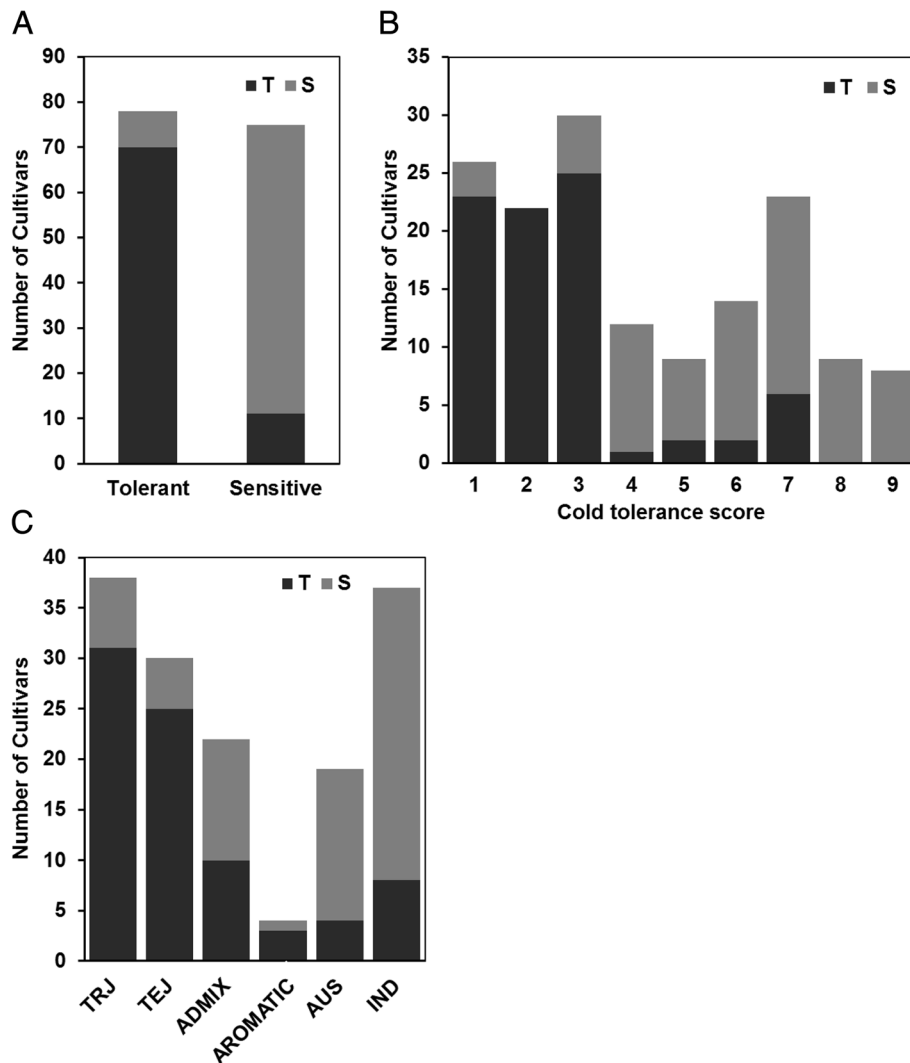 A
90
80
70
60
50
40
30
20
10
0
Number of Cultivars
T S
Tolerant Sensitive
B
35
30
25
20
15
10
5
0
Number of Cultivars
T S
1 2 3 4 5 6 7 8 9
Cold tolerance score
C
40
35
30
25
20
15
10
5
0
Number of Cultivars
T S
TRJ TEJ ADMIX AROMATIC AUS IND